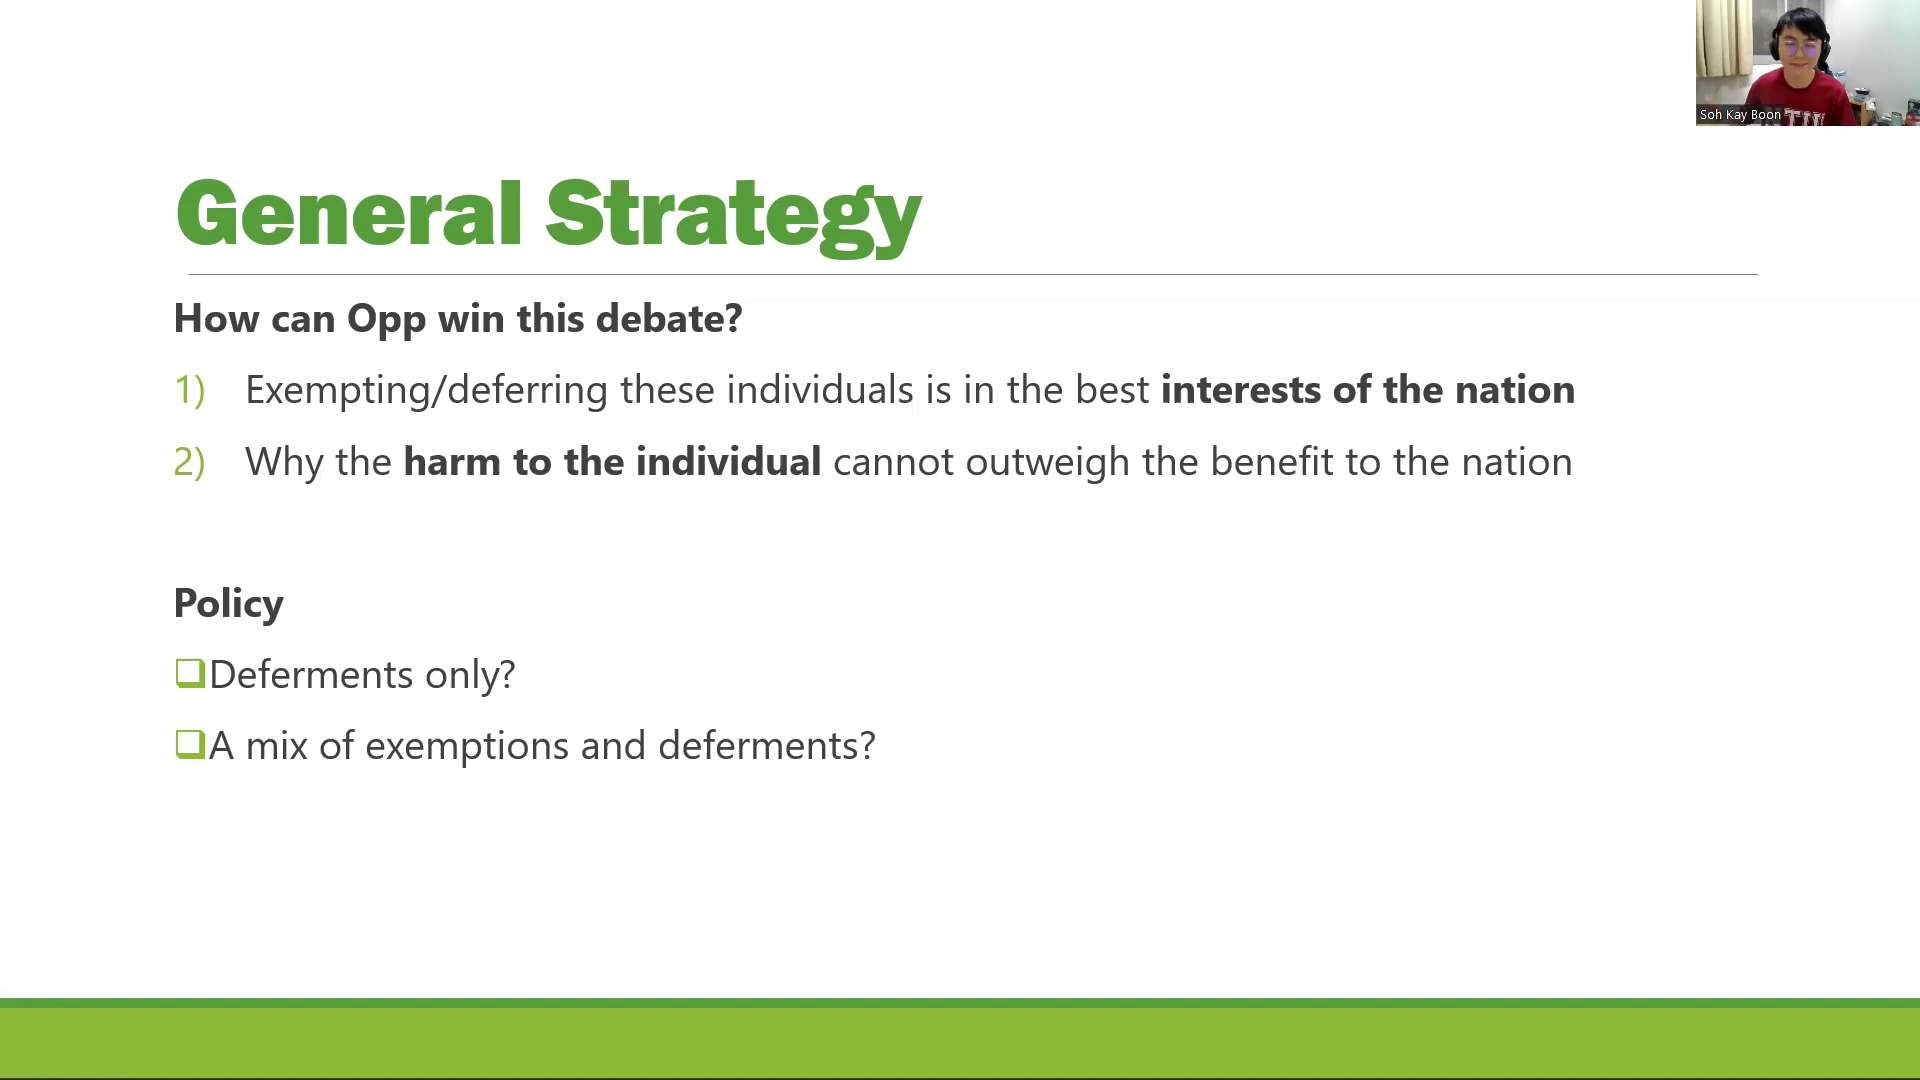 Soh Kay Boon
General Strategy
How can Opp win this debate?
1) Exempting/deferring these individuals is in the best interests of the nation
2) Why the harm to the individual cannot outweigh the benefit to the nation
Policy
Deferments only?
A mix of exemptions and deferments?